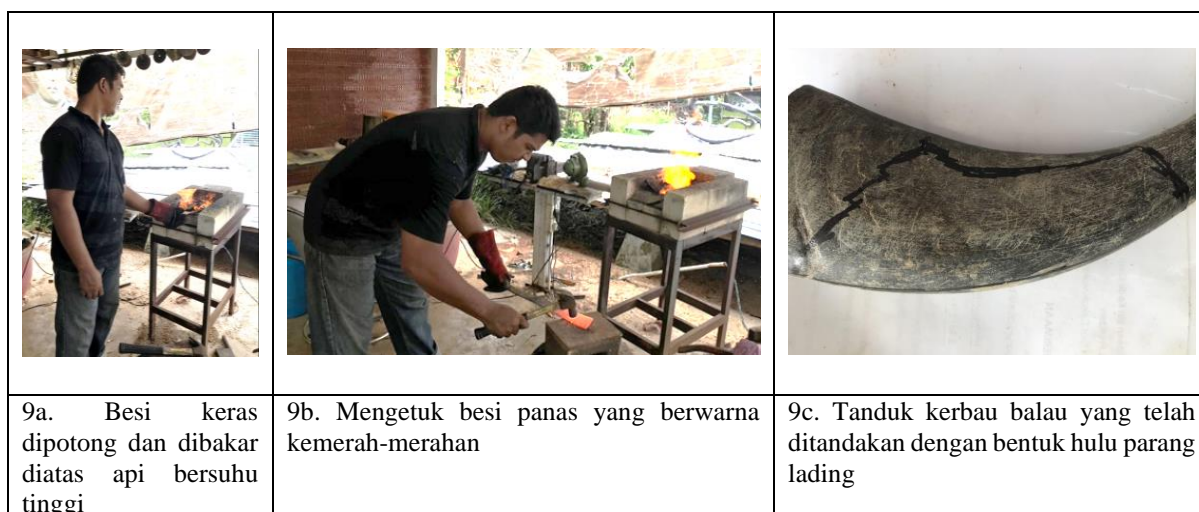 9a. Besi keras
dipotong dan dibakar
diatas api bersuhu
tinggi
9b. Mengetuk besi panas yang berwarna
kemerah-merahan
9c. Tanduk kerbau balau yang telah
ditandakan dengan bentuk hulu parang
lading